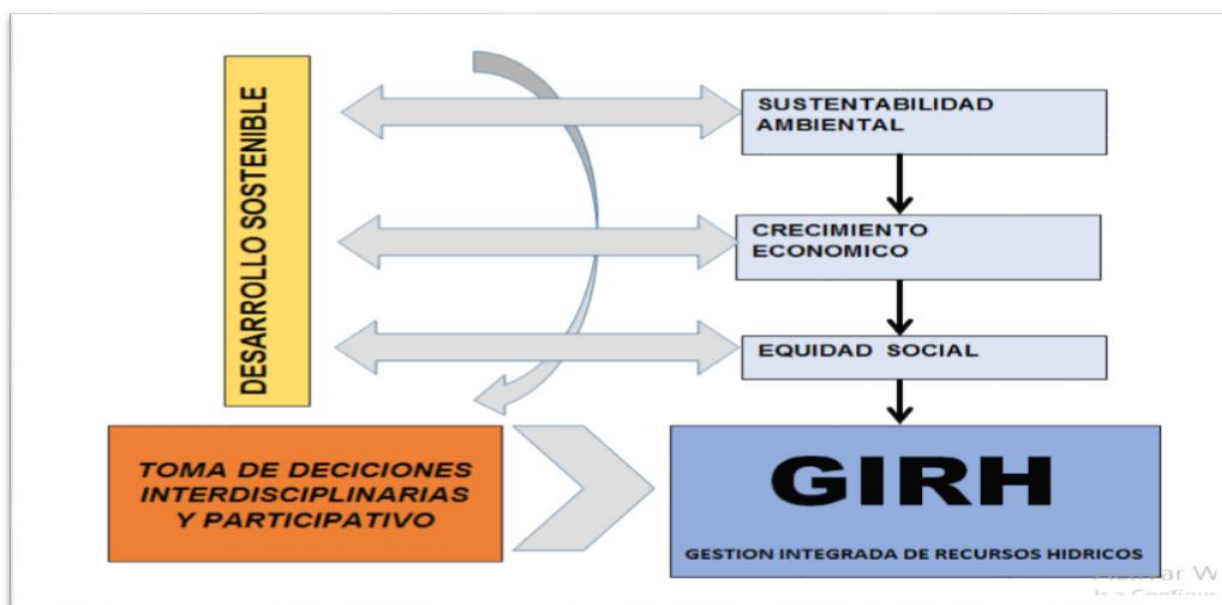 DESARROLLO SOSTENIBLE
SUSTENTABILIDAD
AMBIENTAL
CRECIMIENTO
ECONOMICO
EQUIDAD SOCIAL
TOMA DE DECICIONES
INTERDISCIPLINARIAS
Y PARTICIPATIVO
GIRH
GESTION INTEGRADA DE RECURSOS HIDRICOS